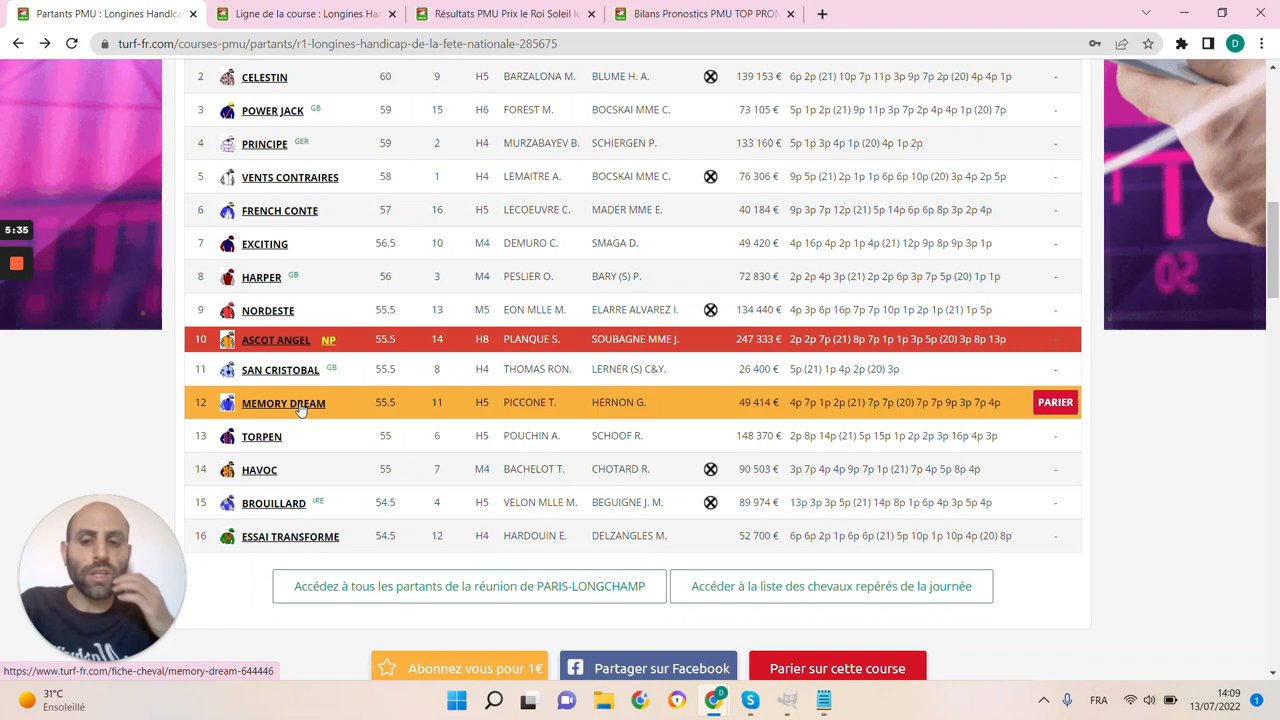 Partants PMU : Longines Handica
Ligne de la course : Longines Ha
Résultats PMU Prix le Roi Soleil le
Bilans Pronostics PMU TOP PRO
turf-fr.com/courses-pmu/partants/r1-longines-handicap-de-la-fete-nationale-285675
D
2 CELESTIN 60 9 H5 BARZALONA M. BLUME H. A. 139 153 € 6p 2p (21) 10p 7p 11p 3p 9p 7p 2p (20) 4p 4p 1p -
3 POWER JACK GB 59 15 H6 FOREST M. BOCSKAI MME C. 73 105 € 5p 1p 2p (21) 9p 11p 3p 7p 2p 4p 4p 1p (20) 7p -
4 PRINCIPE GER 59 2 H4 MURZABAYEV B. SCHIERGEN P. 133 160 € 5p 1p 3p 4p 1p (20) 1p 2p -
5 VENTS CONTRAIRES 58 1 H4 LEMAITRE A. BOCSKAI MME C. 76 306 € 9p 5p (21) 2p 1p 1p 6p 6p 10p (20) 3p 4p 2p 5p -
6 FRENCH CONTE 57 16 H5 LECOEUVRE C. MADER MME E. 40 184 € 9p 3p 7p 12p (21) 5p 14p 6p 6p 8p 3p 2p 4p -
7 EXCITING 56.5 10 M4 DEMURO C. SMAGA D. 49 420 € 4p 16p 4p 2p 1p 4p (21) 12p 9p 8p 9p 3p 1p -
8 HARPER GB 56 3 M4 PESLIER O. BARY (S) P. 72 830 € 2p 2p 4p 3p (21) 2p 2p 6p 3p 7p 5p (20) 1p 1p -
9 NORDESTE 55.5 13 M5 EON MLLE M. ELARRE ALVAREZ I. 134 440 € 4p 3p 6p 16p 7p 7p 10p 1p 2p 1p (21) 1p 5p -
10 ASCOT ANGEL NP 55.5 14 H8 PLANQUE S. SOUBAGNE MME J. 247 333 € 2p 2p 7p (21) 8p 7p 1p 1p 3p 5p (20) 3p 8p 13p -
11 SAN CRISTOBAL GB 55.5 8 H4 THOMAS RON. LERNER (S) C&Y. 26 400 € 5p (21) 1p 4p 2p (20) 3p -
12 MEMORY DREAM 55.5 11 H5 PICCONE T. HERNON G. 49 414 € 4p 7p 1p 2p (21) 7p 7p (20) 7p 7p 9p 3p 7p 4p PARIER
13 TORPEN 55 6 H5 POUCHIN A. SCHOOF R. 148 370 € 2p 8p 14p (21) 5p 15p 1p 2p 2p 3p 16p 4p 3p -
14 HAVOC 55 7 M4 BACHELOT T. CHOTARD R. 90 503 € 3p 7p 4p 4p 9p 7p 1p (21) 7p 4p 5p 8p 4p -
15 BROUILLARD IRE 54.5 4 H5 VELON MLLE M. BEGUIGNE J. M. 89 974 € 13p 3p 3p 5p (21) 14p 8p 1p 6p 4p 3p 5p 4p -
16 ESSAI TRANSFORME 54.5 12 H4 HARDOUIN E. DELZANGLES M. 52 700 € 6p 6p 2p 1p 6p 6p (21) 5p 10p 1p 10p 4p (20) 8p -
5:35
Accédez à tous les partants de la réunion de PARIS-LONGCHAMP
Accéder à la liste des chevaux repérés de la journée
Abonnez vous pour 1€
Partager sur Facebook
Parier sur cette course
https://www.turf-fr.com/fiche-cheval/memory-dream-644446
31°C
Ensoleillé
FRA
14:09
13/07/2022
1